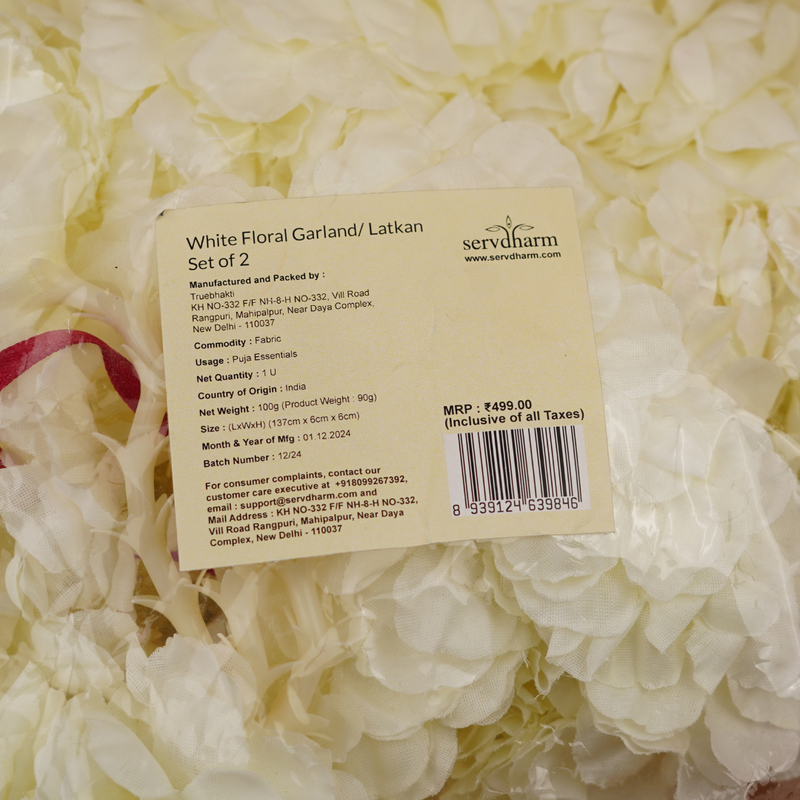 White Floral Garland/ Latkan
Set of 2
servdharm
www.servdharm.com
Manufactured and Packed by :
Truebhakti
KH NO-332 F/F NH-8-H NO-332, Vill Road
Rangpuri, Mahipalpur, Near Daya Complex,
New Delhi - 110037
Commodity : Fabric
Usage : Puja Essentials
Net Quantity : 1 U
Country of Origin : India
Net Weight : 100g (Product Weight : 90g)
Size : (LxWxH) (137cm x 6cm x 6cm)
Month & Year of Mfg : 01.12.2024
Batch Number : 12/24
For consumer complaints, contact our
customer care executive at +918099267392,
email : support@servdharm.com and
Mail Address : KH NO-332 F/F NH-8-H NO-332,
Vill Road Rangpuri, Mahipalpur, Near Daya
Complex, New Delhi - 110037
MRP : ₹499.00
(Inclusive of all Taxes)
8 939124 639846